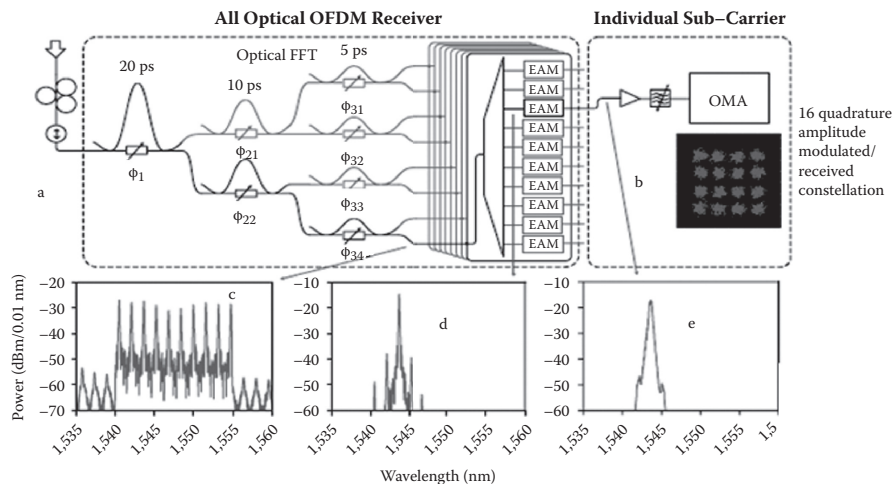 All Optical OFDM Receiver
Individual Sub–Carrier
Optical FFT
20 ps
10 ps
5 ps
ϕ1
ϕ21
ϕ22
ϕ31
ϕ32
ϕ33
ϕ34
EAM
EAM
EAM
EAM
EAM
EAM
EAM
EAM
EAM
EAM
OMA
16 quadrature
amplitude
modulated/
received
constellation
a
b
Power (dBm/0.01 nm)
–20
–30
–40
–50
–60
–70
c
1,535
1,540
1,545
1,550
1,556
1,560
–10
–20
–30
–40
–50
–60
d
1,535
1,540
1,545
1,550
1,555
1,560
–10
–20
–30
–40
–50
–60
e
1,535
1,540
1,545
1,550
1,555
1,5
Wavelength (nm)